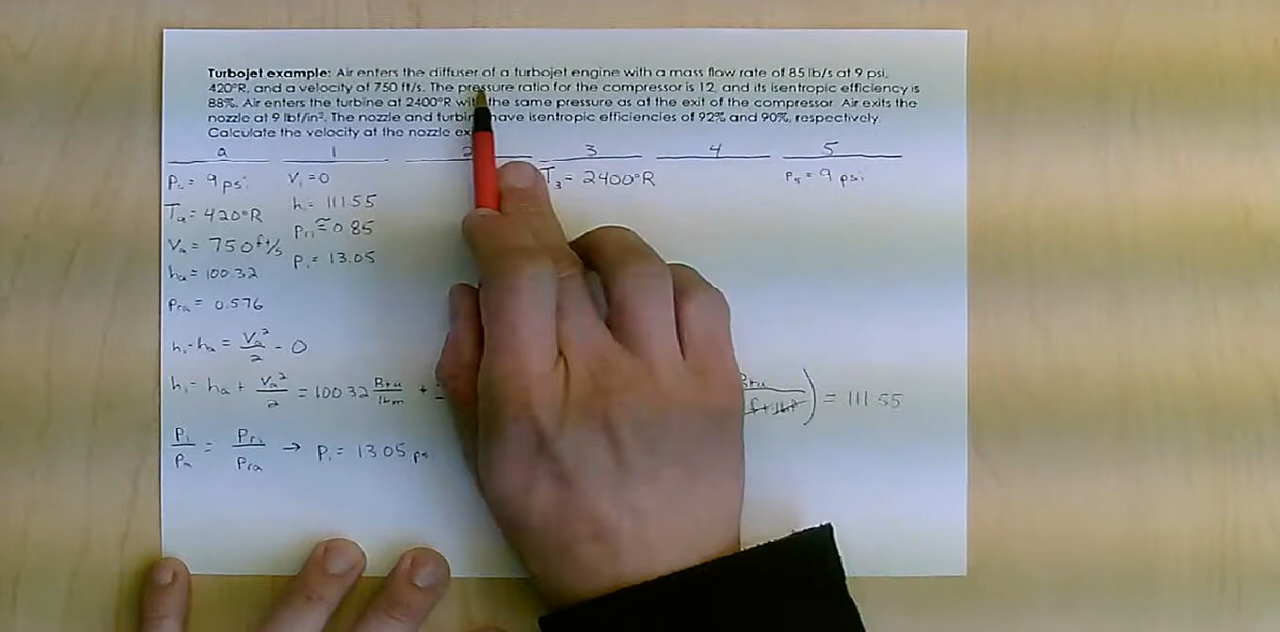 Turbojet example: Air enters the diffuser of a turbojet engine with a mass flow rate of 85 lb/s at 9 psi,
420°R, and a velocity of 750 ft/s. The pressure ratio for the compressor is 12, and its isentropic efficiency is
88%. Air enters the turbine at 2400°R with the same pressure as at the exit of the compressor. Air exits the
nozzle at 9 lbf/in². The nozzle and turbin have isentropic efficiencies of 92% and 90%, respectively.
Calculate the velocity at the nozzle ex
a 1 2 3 4 5
Pa = 9 psi V1 = 0 T3 = 2400°R P5 = 9 psi
Ta = 420°R h1 = 111.55
Va = 750 ft/s Pr1 ≈ 0.85
ha = 100.32 P1 = 13.05
Pra = 0.576
h1 - ha = Va²/2 - 0
h1 = ha + Va²/2 = 100.32 Btu/lbm + Btu/ft·lbf) = 111.55
P1/Pa = Pr1/Pra → P1 = 13.05 psi